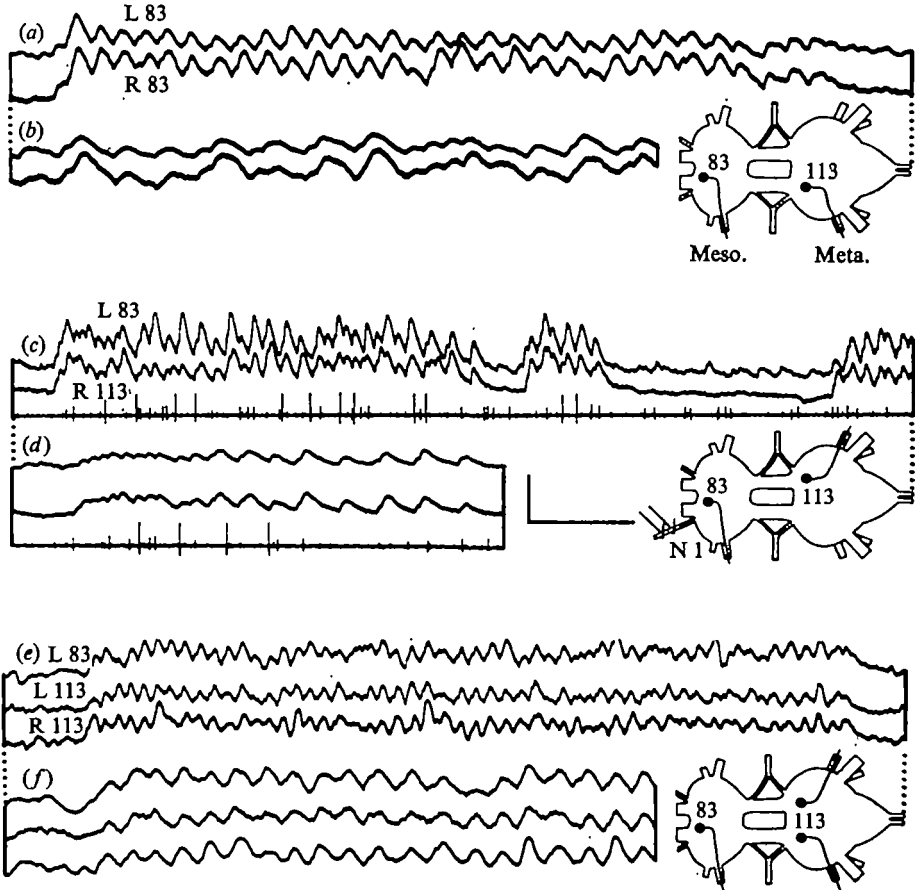 (a) L 83
R 83
(b)
83 113
Meso. Meta.
L 83
(c)
R 113
(d)
83 113
N 1
(e) L 83
L 113
R 113
(f)
83 113